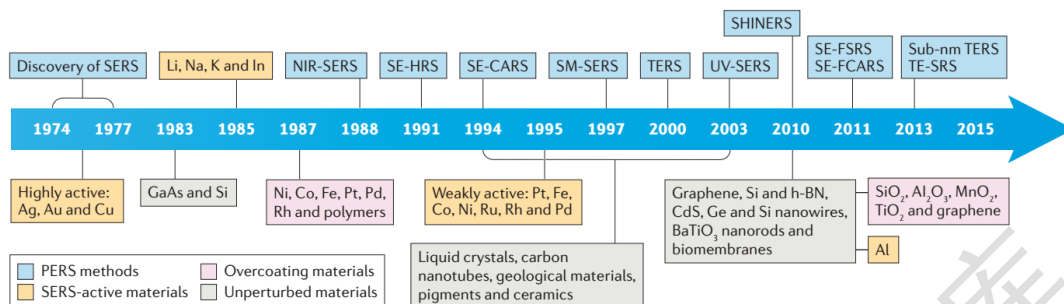 SHINERS
Discovery of SERS
Li, Na, K and In
NIR-SERS
SE-HRS
SE-CARS
SM-SERS
TERS
UV-SERS
SE-FSRS
SE-FCARS
Sub-nm TERS
TE-SRS
1974
1977
1983
1985
1987
1988
1991
1994
1995
1997
2000
2003
2010
2011
2013
2015
Highly active:
Ag, Au and Cu
GaAs and Si
Ni, Co, Fe, Pt, Pd,
Rh and polymers
Weakly active: Pt, Fe,
Co, Ni, Ru, Rh and Pd
Liquid crystals, carbon
nanotubes, geological materials,
pigments and ceramics
Graphene, Si and h-BN,
CdS, Ge and Si nanowires,
BaTiO₃ nanorods and
biomembranes
SiO₂, Al₂O₃, MnO₂,
TiO₂ and graphene
Al
PERS methods
Overcoating materials
SERS-active materials
Unperturbed materials